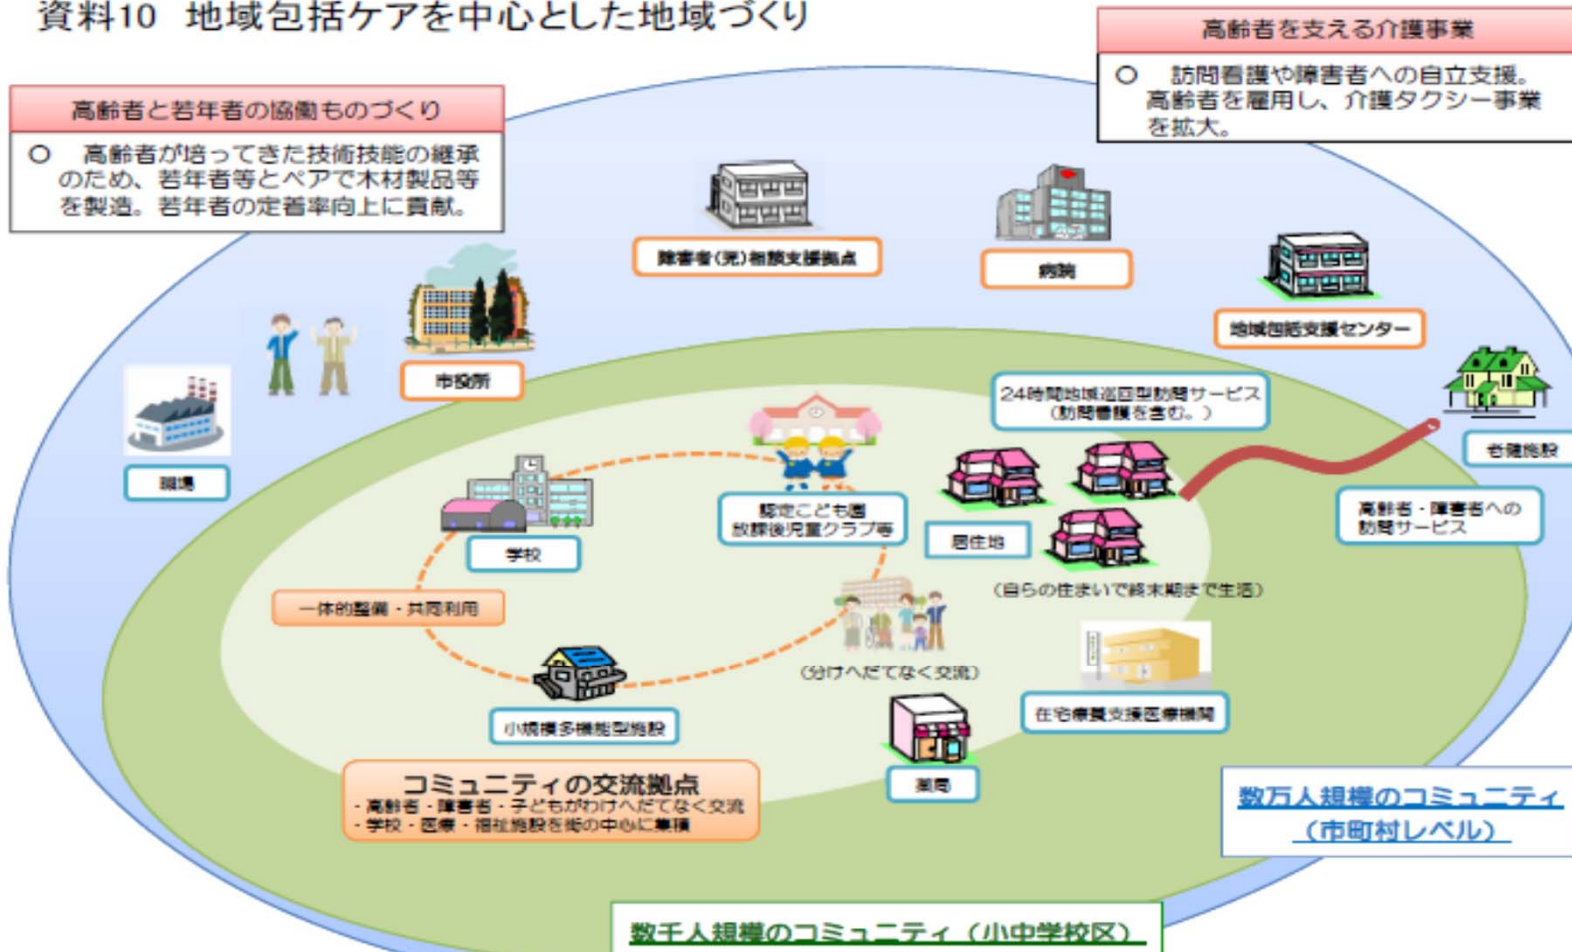 資料10 地域包括ケアを中心とした地域づくり
高齢者を支える介護事業
○ 訪問看護や障害者への自立支援。
高齢者を雇用し、介護タクシー事業
を拡大。
高齢者と若年者の協働ものづくり
○ 高齢者が培ってきた技術技能の継承
のため、若年者等とペアで木材製品等
を製造。若年者の定着率向上に貢献。
障害者(児)相談支援拠点
病院
地域包括支援センター
市役所
職場
24時間地域巡回型訪問サービス
(訪問看護を含む。)
老健施設
高齢者・障害者への
訪問サービス
認定こども園
放課後児童クラブ等
居住地
学校
(自らの住まいで終末期まで生活)
一体的整備・共同利用
(分けへだてなく交流)
小規模多機能型施設
在宅療養支援医療機関
薬局
コミュニティの交流拠点
・高齢者・障害者・子どもがわけへだてなく交流
・学校・医療・福祉施設を街の中心に集積
数万人規模のコミュニティ
(市町村レベル)
数千人規模のコミュニティ(小中学校区)